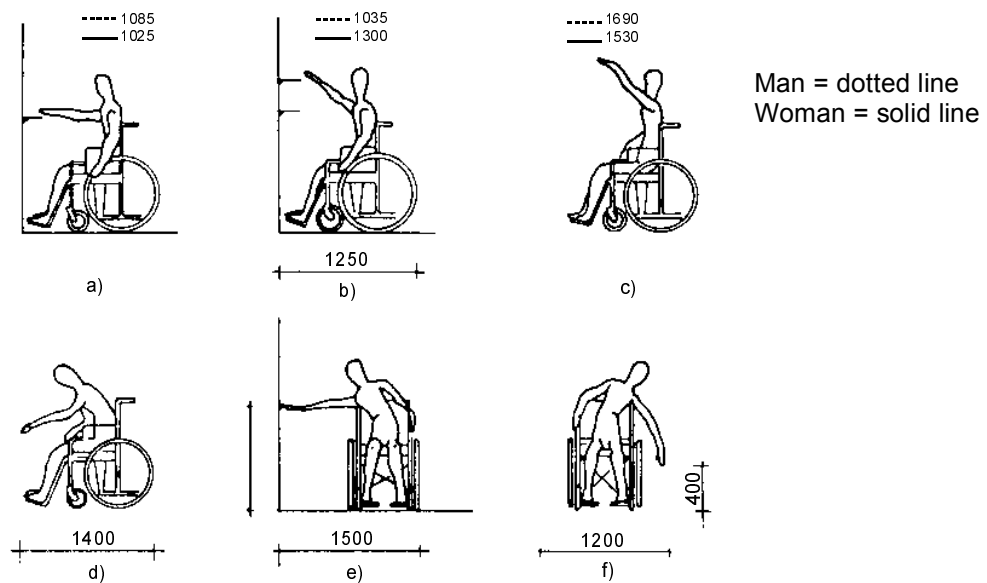 1085
1025
1035
1300
1690
1530
Man = dotted line
Woman = solid line
1250
a)
b)
c)
400
1400
1500
1200
d)
e)
f)